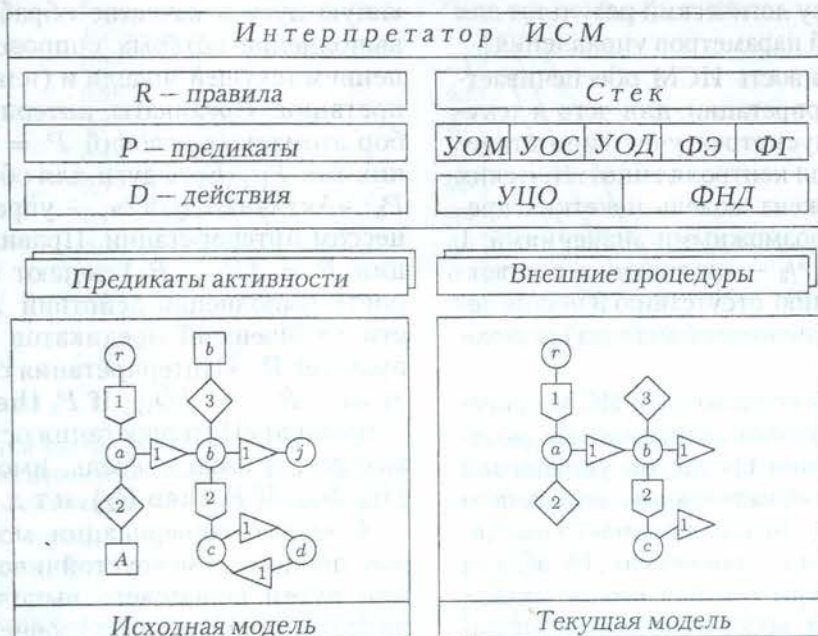 Интерпретатор ИСМ
R – правила
Стек
P – предикаты
УОМ УОС УОД ФЭ ФГ
D – действия
КЦО ФНД
Предикаты активности
Внешние процедуры
r b
1 3
a 1 b 1 j
2 2 1
A c d
1
r
1 3
a 1 b 1
2 2
1
c
Исходная модель
Текущая модель